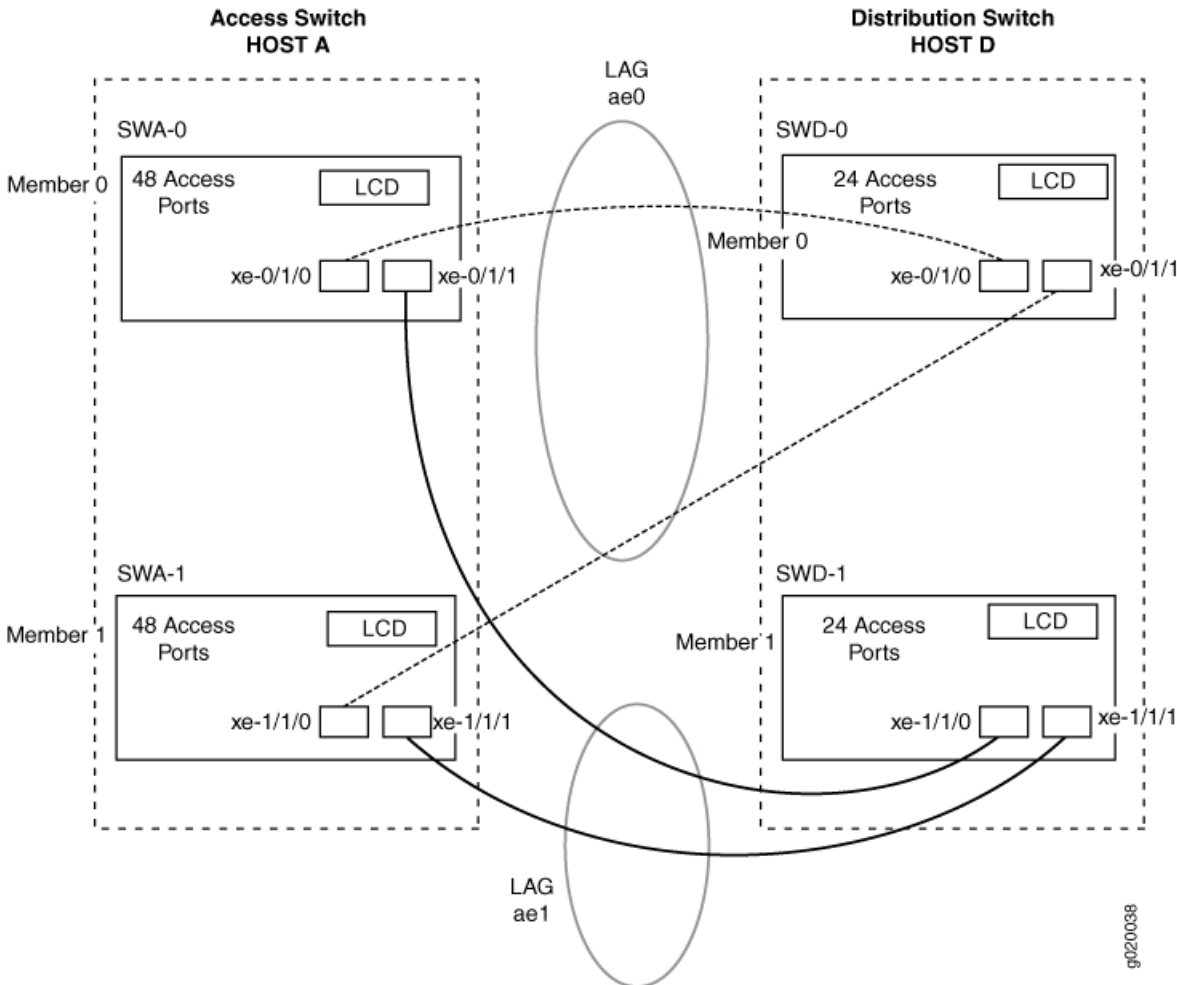 Access Switch
HOST A
Distribution Switch
HOST D
LAG
ae0
SWA-0
SWD-0
Member 0
48 Access
Ports
LCD
24 Access
Ports
LCD
Member 0
xe-0/1/0
xe-0/1/1
xe-0/1/0
xe-0/1/1
SWA-1
SWD-1
Member 1
48 Access
Ports
LCD
Member 1
24 Access
Ports
LCD
xe-1/1/0
xe-1/1/1
xe-1/1/0
xe-1/1/1
LAG
ae1
g020038